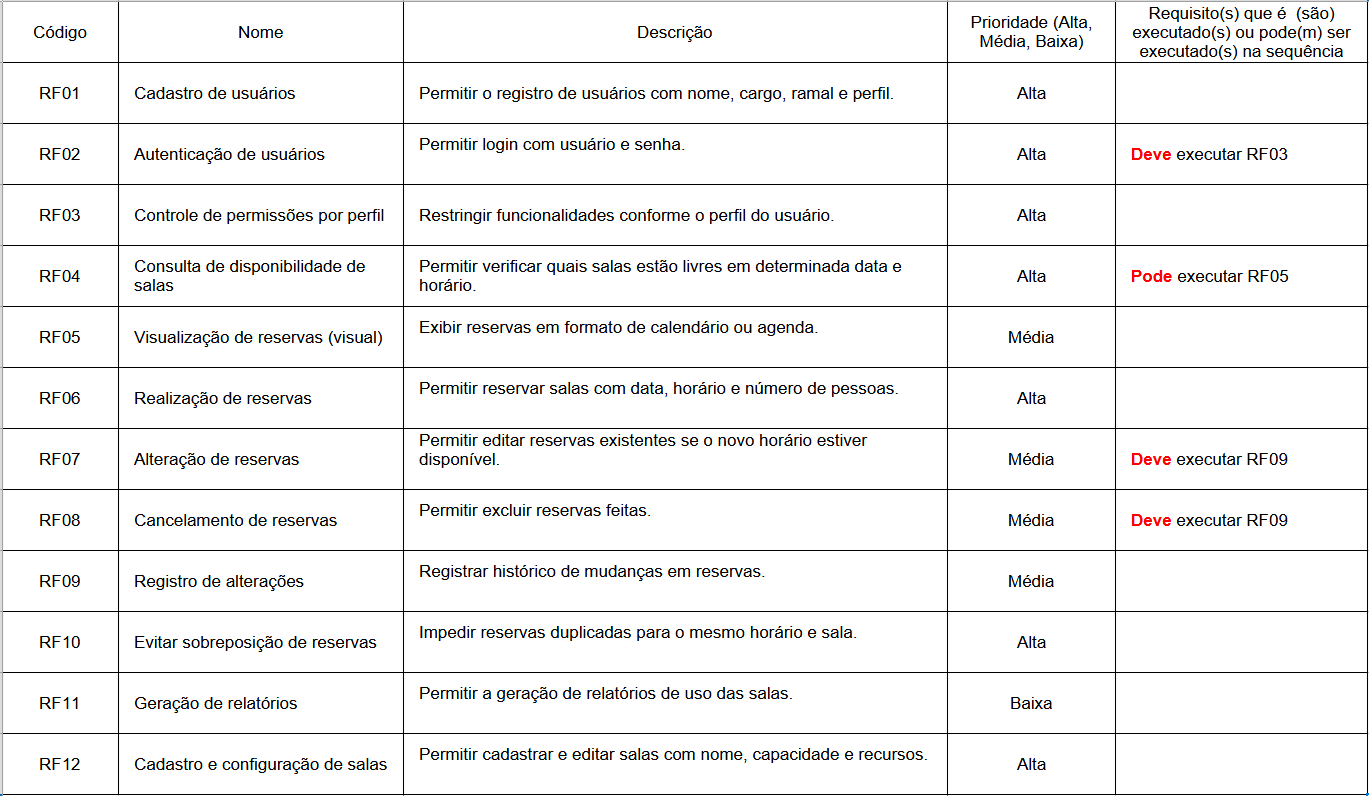 Código
Nome
Descrição
Prioridade (Alta,
Média, Baixa)
Requisito(s) que é  (são)
executado(s) ou pode(m) ser
executado(s) na sequência
RF01
Cadastro de usuários
Permitir o registro de usuários com nome, cargo, ramal e perfil.
Alta
RF02
Autenticação de usuários
Permitir login com usuário e senha.
Alta
Deve executar RF03
RF03
Controle de permissões por perfil
Restringir funcionalidades conforme o perfil do usuário.
Alta
RF04
Consulta de disponibilidade de
salas
Permitir verificar quais salas estão livres em determinada data e
horário.
Alta
Pode executar RF05
RF05
Visualização de reservas (visual)
Exibir reservas em formato de calendário ou agenda.
Média
RF06
Realização de reservas
Permitir reservar salas com data, horário e número de pessoas.
Alta
RF07
Alteração de reservas
Permitir editar reservas existentes se o novo horário estiver
disponível.
Média
Deve executar RF09
RF08
Cancelamento de reservas
Permitir excluir reservas feitas.
Média
Deve executar RF09
RF09
Registro de alterações
Registrar histórico de mudanças em reservas.
Média
RF10
Evitar sobreposição de reservas
Impedir reservas duplicadas para o mesmo horário e sala.
Alta
RF11
Geração de relatórios
Permitir a geração de relatórios de uso das salas.
Baixa
RF12
Cadastro e configuração de salas
Permitir cadastrar e editar salas com nome, capacidade e recursos.
Alta